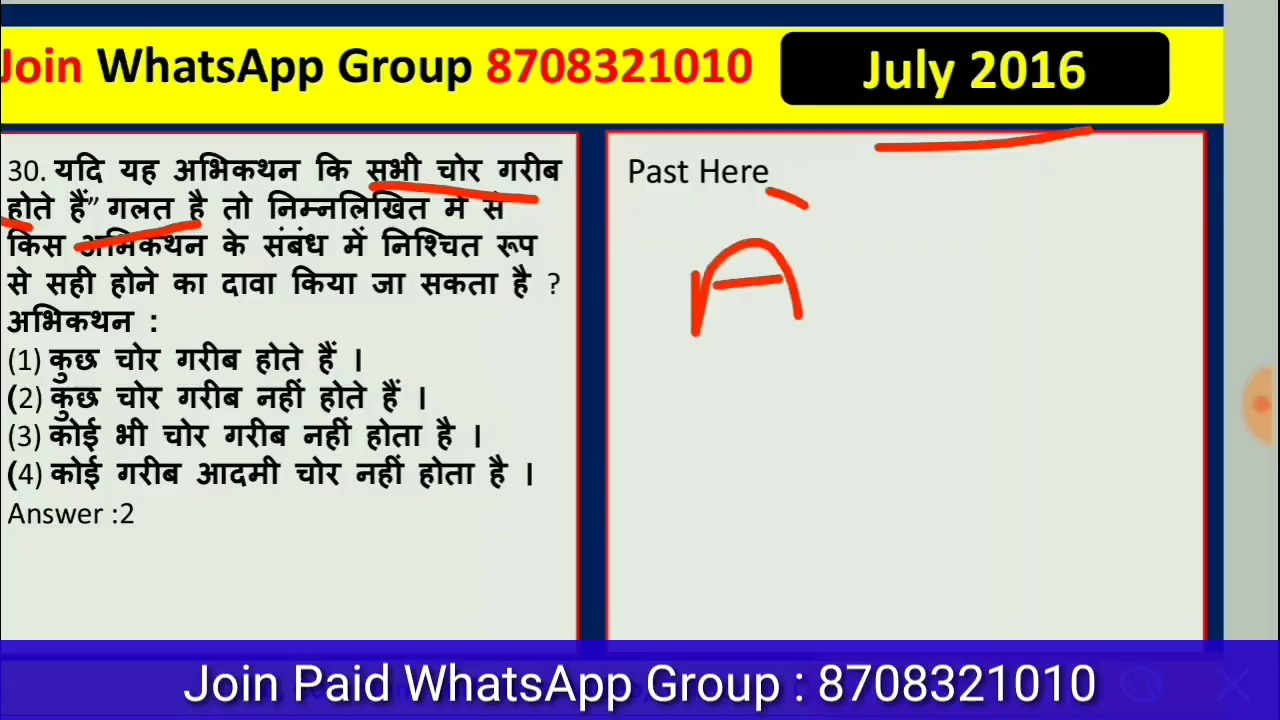 Join WhatsApp Group 8708321010
July 2016
30. यदि यह अभिकथन कि सभी चोर गरीब
होते हैं” गलत है तो निम्नलिखित मे से
किस अभिकथन के संबंध में निश्चित रूप
से सही होने का दावा किया जा सकता है ?
अभिकथन :
(1) कुछ चोर गरीब होते हैं ।
(2) कुछ चोर गरीब नहीं होते हैं ।
(3) कोई भी चोर गरीब नहीं होता है ।
(4) कोई गरीब आदमी चोर नहीं होता है ।
Answer :2
Past Here
A
Join Paid WhatsApp Group : 8708321010